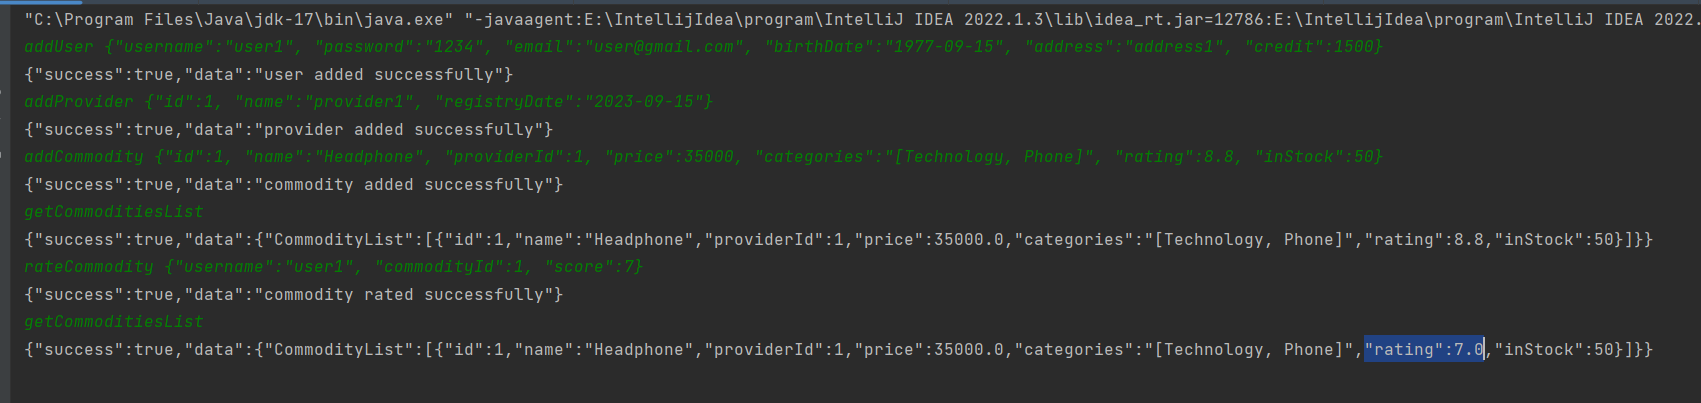 "C:\Program Files\Java\jdk-17\bin\java.exe" "-javaagent:E:\IntellijIdea\program\IntelliJ IDEA 2022.1.3\lib\idea_rt.jar=12786:E:\IntellijIdea\program\IntelliJ IDEA 2022.
addUser {"username":"user1", "password":"1234", "email":"user@gmail.com", "birthDate":"1977-09-15", "address":"address1", "credit":1500}
{"success":true,"data":"user added successfully"}
addProvider {"id":1, "name":"provider1", "registryDate":"2023-09-15"}
{"success":true,"data":"provider added successfully"}
addCommodity {"id":1, "name":"Headphone", "providerId":1, "price":35000, "categories":"[Technology, Phone]", "rating":8.8, "inStock":50}
{"success":true,"data":"commodity added successfully"}
getCommoditiesList
{"success":true,"data":{"CommodityList":[{"id":1,"name":"Headphone","providerId":1,"price":35000.0,"categories":"[Technology, Phone]","rating":8.8,"inStock":50}]}}
rateCommodity {"username":"user1", "commodityId":1, "score":7}
{"success":true,"data":"commodity rated successfully"}
getCommoditiesList
{"success":true,"data":{"CommodityList":[{"id":1,"name":"Headphone","providerId":1,"price":35000.0,"categories":"[Technology, Phone]","rating":7.0,"inStock":50}]}}